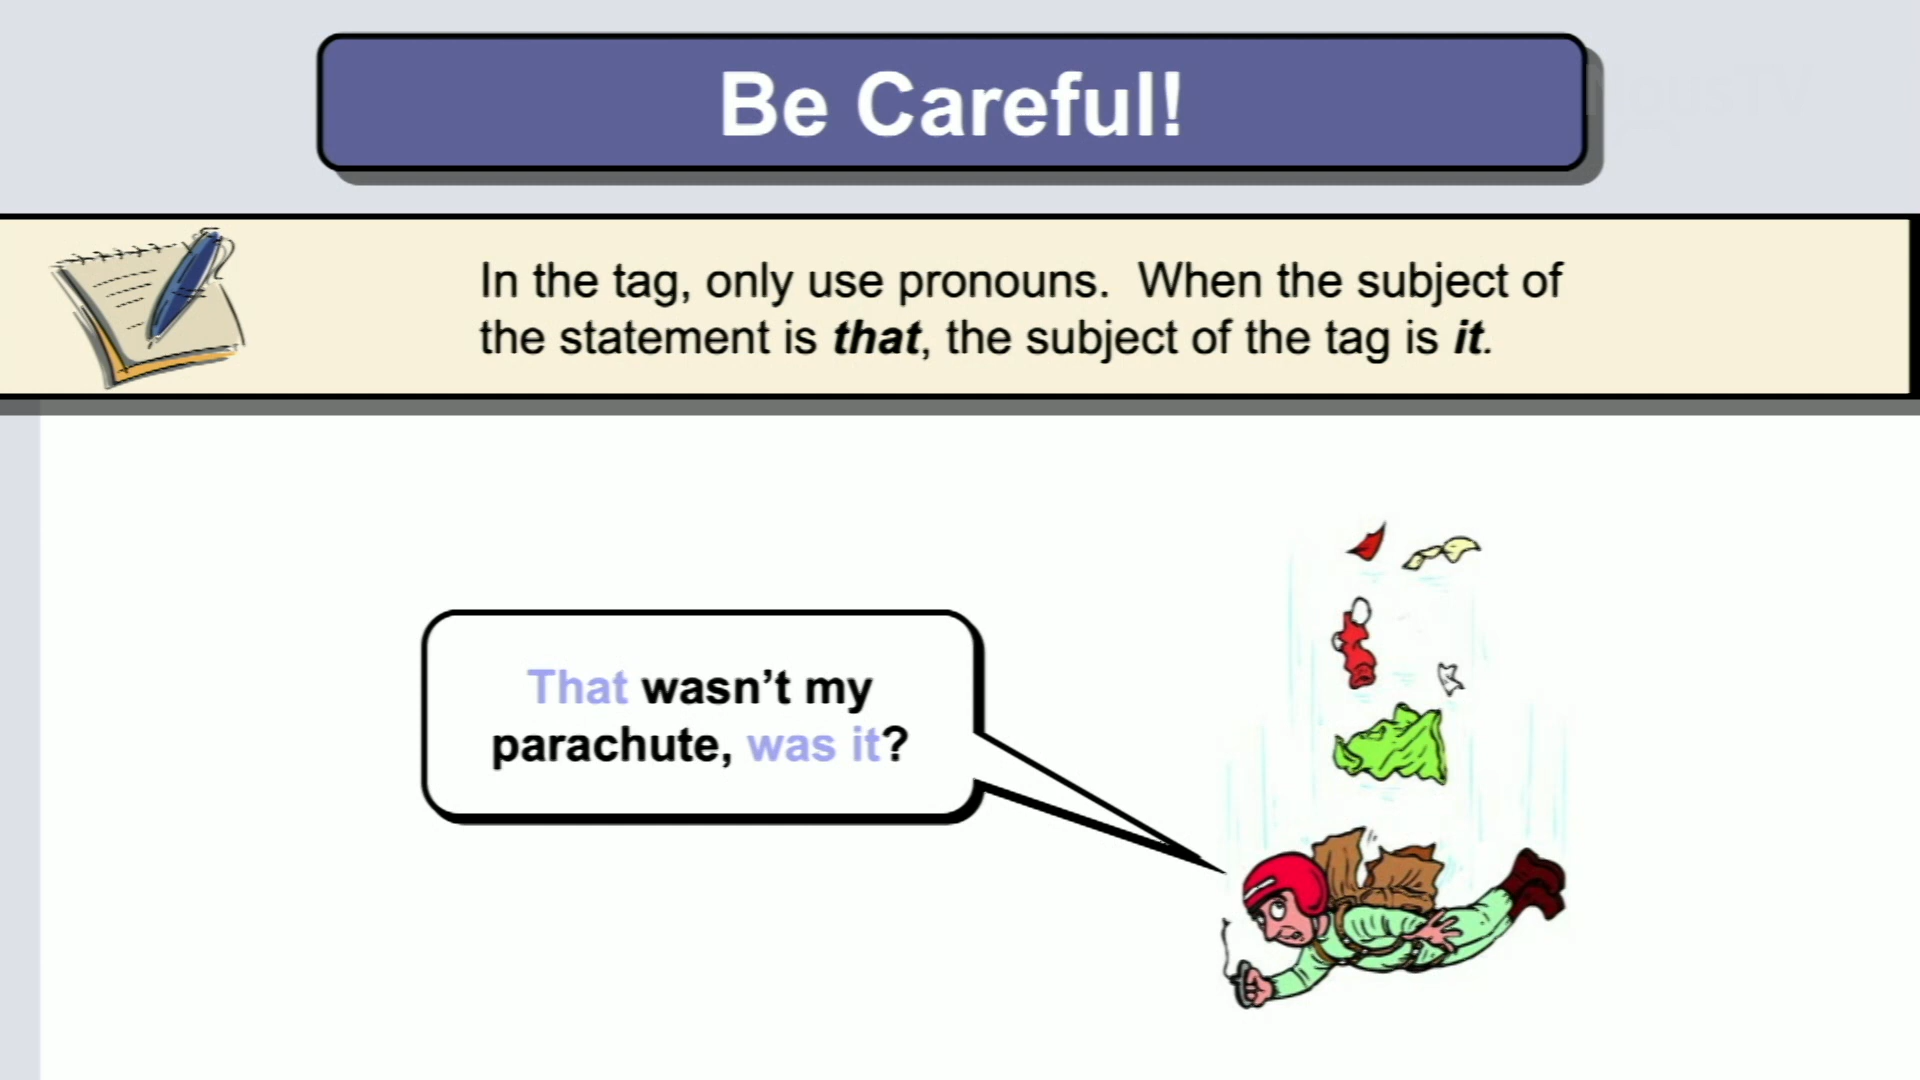 Be Careful!
In the tag, only use pronouns.  When the subject of
the statement is that, the subject of the tag is it.
That wasn’t my
parachute, was it?